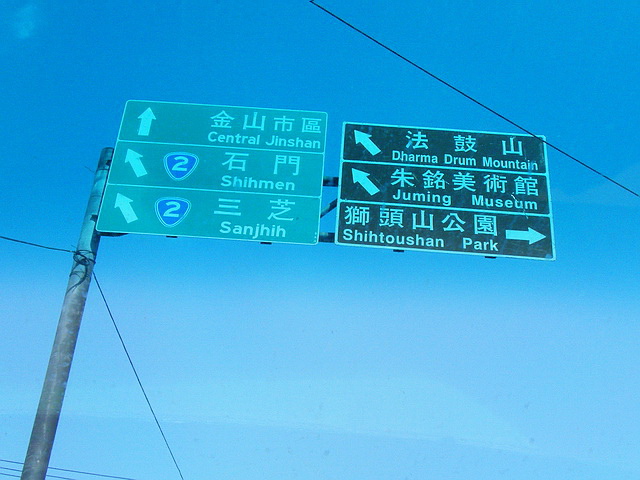 金山市區
Central Jinshan
2 石門
Shihmen
2 三芝
Sanjhih
法鼓山
Dharma Drum Mountain
朱銘美術館
Juming Museum
獅頭山公園
Shihtoushan Park